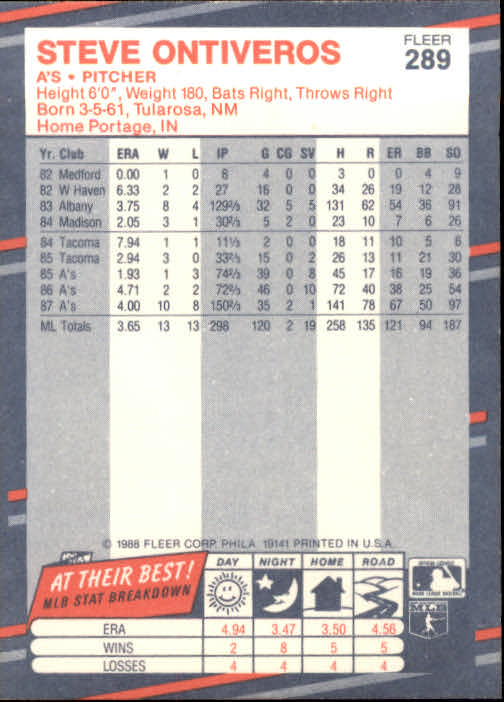 STEVE ONTIVEROS
FLEER
289
A'S • PITCHER
Height 6'0", Weight 180, Bats Right, Throws Right
Born 3-5-61, Tularosa, NM
Home Portage, IN
Yr. Club ERA W L IP G CG SV H R ER BB SO
82 Medford 0.00 1 0 8 4 0 0 3 0 0 4 9
82 W Haven 6.33 2 2 27 16 0 0 34 26 19 12 28
83 Albany 3.75 8 4 129⅔ 32 5 5 131 62 54 36 91
84 Madison 2.05 3 1 30⅔ 5 2 0 23 10 7 6 26
84 Tacoma 7.94 1 1 11⅓ 2 0 0 18 11 10 5 6
85 Tacoma 2.94 3 0 33⅔ 15 0 2 26 13 11 21 30
85 A's 1.93 1 3 74⅔ 39 0 8 45 17 16 19 36
86 A's 4.71 2 2 72⅔ 46 0 10 72 40 38 25 54
87 A's 4.00 10 8 150⅔ 35 2 1 141 78 67 50 97
ML Totals 3.65 13 13 298 120 2 19 258 135 121 94 187
© 1988 FLEER CORP. PHILA. 19141 PRINTED IN U.S.A.
AT THEIR BEST!
MLB STAT BREAKDOWN
DAY NIGHT HOME ROAD
ERA 4.94 3.47 3.50 4.56
WINS 2 8 5 5
LOSSES 4 4 4 4